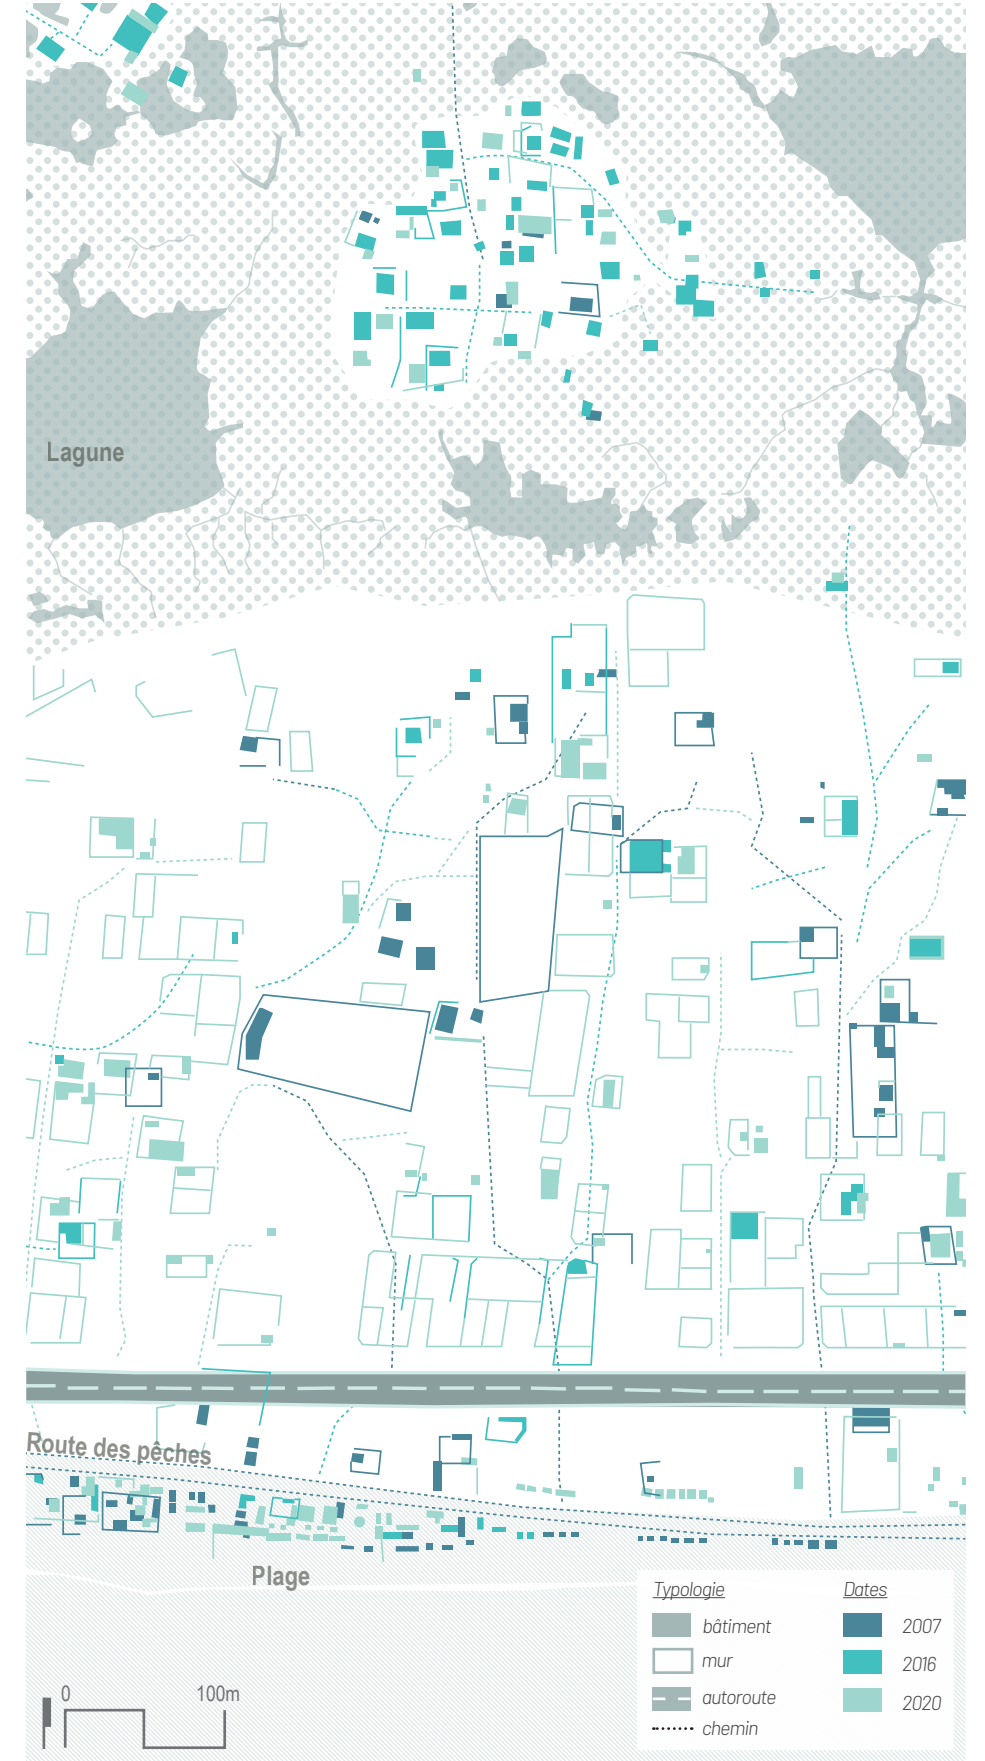 Lagune
Route des pêches
Plage
0 100m
Typologie
bâtiment
mur
autoroute
chemin
Dates
2007
2016
2020